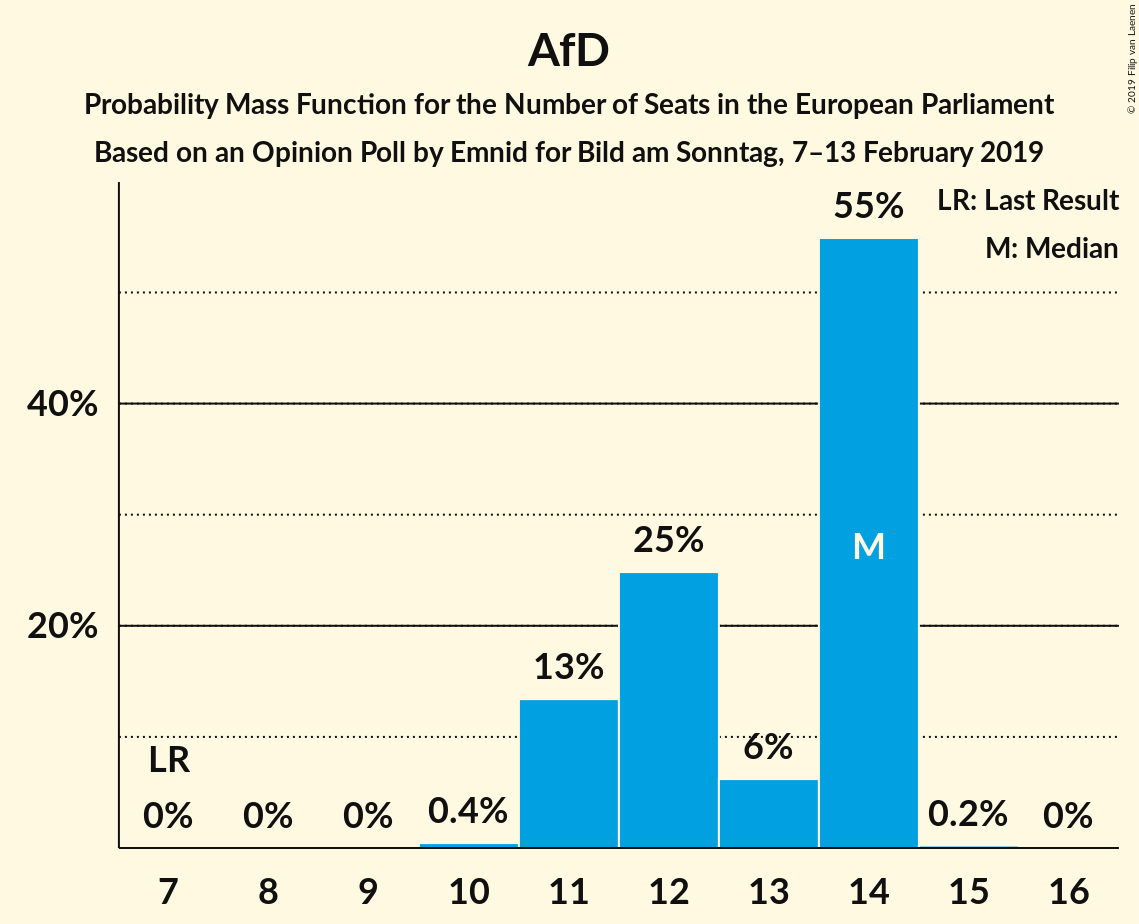 AfD
Probability Mass Function for the Number of Seats in the European Parliament
Based on an Opinion Poll by Emnid for Bild am Sonntag, 7–13 February 2019
© 2019 Filip van Laenen
LR: Last Result
M: Median
55%
40%
25%
M
20%
13%
6%
LR
0% 0% 0% 0.4% 0.2% 0%
7 8 9 10 11 12 13 14 15 16